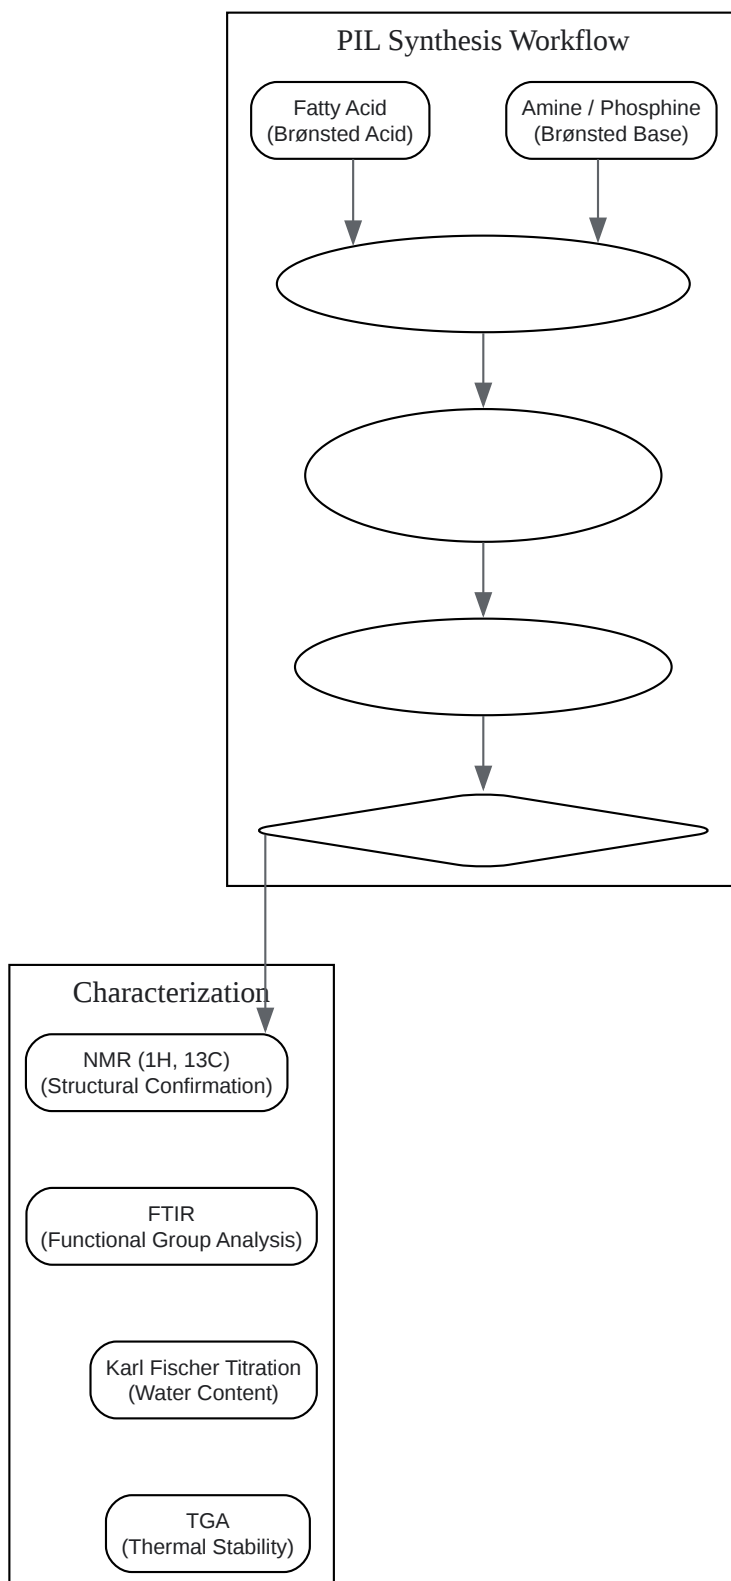 PIL Synthesis Workflow
Fatty Acid
(Brønsted Acid)
Amine / Phosphine
(Brønsted Base)
Characterization
NMR (1H, 13C)
(Structural Confirmation)
FTIR
(Functional Group Analysis)
Karl Fischer Titration
(Water Content)
TGA
(Thermal Stability)